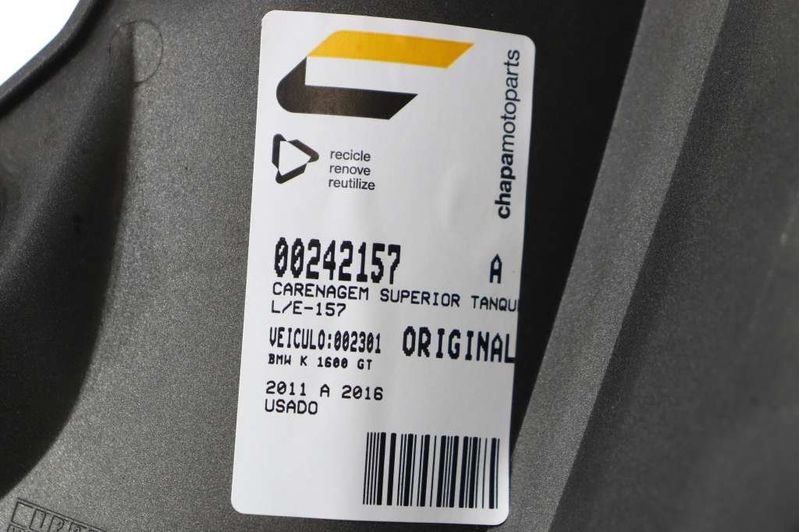 chapamotoparts
recicle
renove
reutilize
00242157 A
CARENAGEM SUPERIOR TANQU
L/E-157
VEICULO:002301 ORIGINAL
BMW K 1600 GT
2011 A 2016
USADO